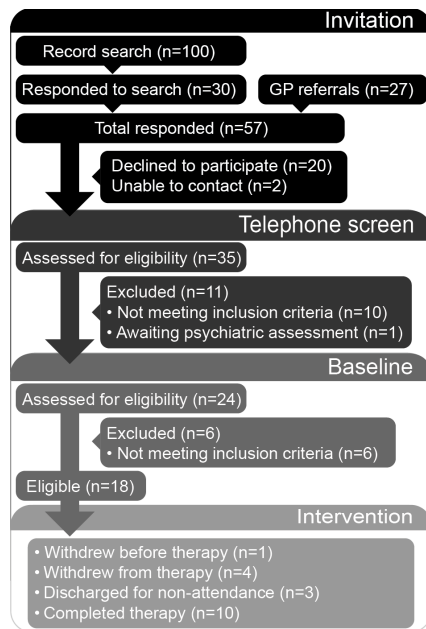 Invitation
Record search (n=100)
Responded to search (n=30)
GP referrals (n=27)
Total responded (n=57)
Declined to participate (n=20)
Unable to contact (n=2)
Telephone screen
Assessed for eligibility (n=35)
Excluded (n=11)
• Not meeting inclusion criteria (n=10)
• Awaiting psychiatric assessment (n=1)
Baseline
Assessed for eligibility (n=24)
Excluded (n=6)
• Not meeting inclusion criteria (n=6)
Eligible (n=18)
Intervention
• Withdrew before therapy (n=1)
• Withdrew from therapy (n=4)
• Discharged for non-attendance (n=3)
• Completed therapy (n=10)